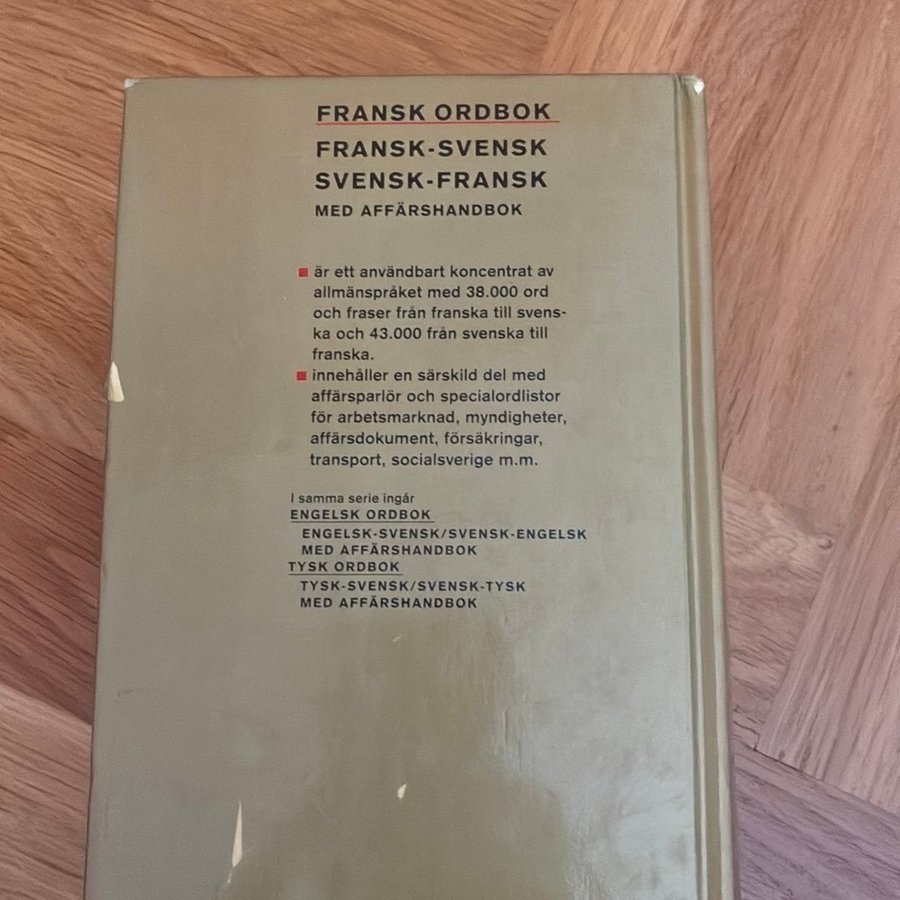 FRANSK ORDBOK
FRANSK-SVENSK
SVENSK-FRANSK
MED AFFÄRSHANDBOK
är ett användbart koncentrat av
allmänspråket med 38.000 ord
och fraser från franska till svens-
ka och 43.000 från svenska till
franska.
innehåller en särskild del med
affärsparlör och specialordlistor
för arbetsmarknad, myndigheter,
affärsdokument, försäkringar,
transport, socialsverige m.m.
I samma serie ingår
ENGELSK ORDBOK
ENGELSK-SVENSK/SVENSK-ENGELSK
MED AFFÄRSHANDBOK
TYSK ORDBOK
TYSK-SVENSK/SVENSK-TYSK
MED AFFÄRSHANDBOK